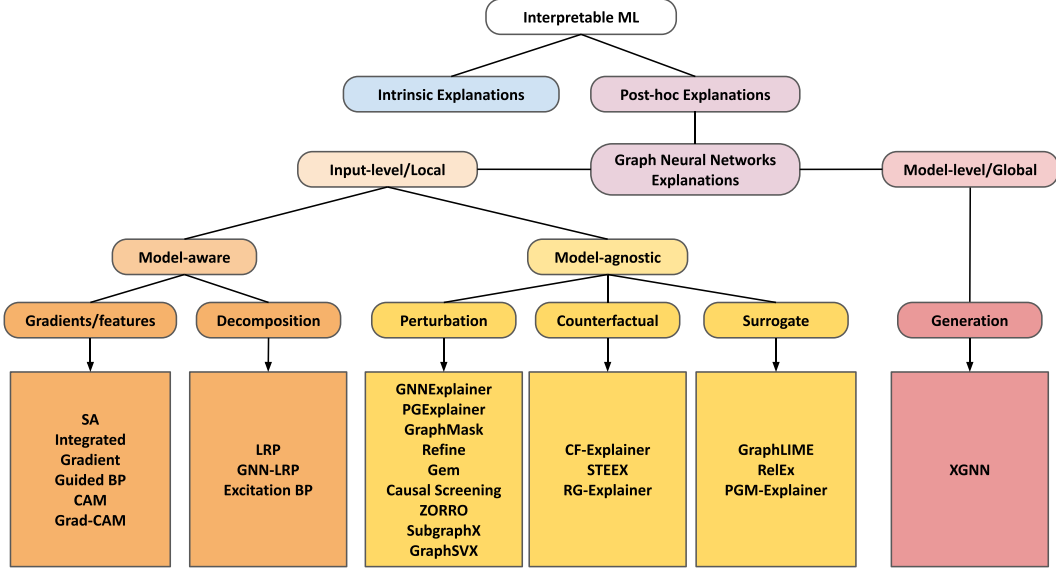 Interpretable ML
Intrinsic Explanations
Post-hoc Explanations
Input-level/Local
Graph Neural Networks
Explanations
Model-level/Global
Model-aware
Model-agnostic
Gradients/features
Decomposition
Perturbation
Counterfactual
Surrogate
Generation
SA
Integrated
Gradient
Guided BP
CAM
Grad-CAM
LRP
GNN-LRP
Excitation BP
GNNExplainer
PGExplainer
GraphMask
Refine
Gem
Causal Screening
ZORRO
SubgraphX
GraphSVX
CF-Explainer
STEEX
RG-Explainer
GraphLIME
RelEx
PGM-Explainer
XGNN